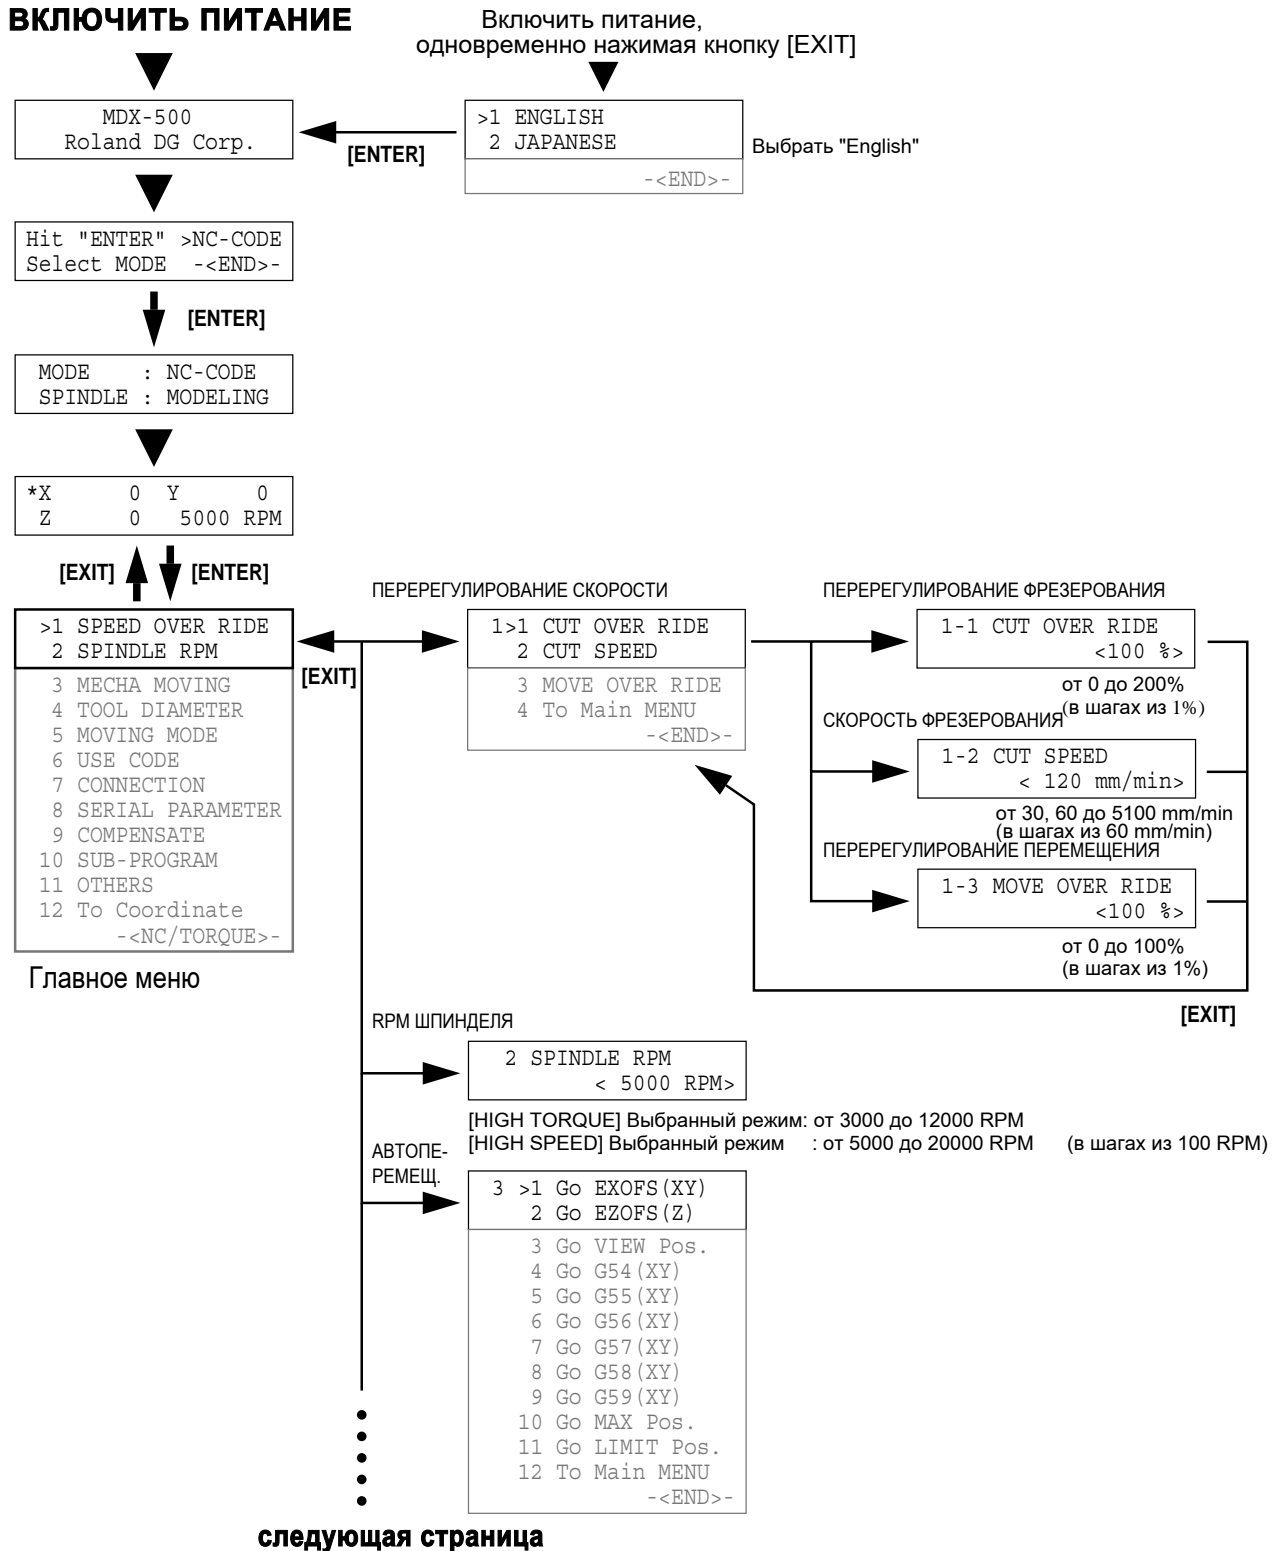 ВКЛЮЧИТЬ ПИТАНИЕ
Включить питание,
одновременно нажимая кнопку [EXIT]
MDX-500
Roland DG Corp.
[ENTER]
>1 ENGLISH
2 JAPANESE
-<END>-
Выбрать "English"
Hit "ENTER" >NC-CODE
Select MODE -<END>-
[ENTER]
MODE : NC-CODE
SPINDLE : MODELING
*X 0 Y 0
Z 0 5000 RPM
[EXIT] [ENTER]
>1 SPEED OVER RIDE
2 SPINDLE RPM
3 MECHA MOVING
4 TOOL DIAMETER
5 MOVING MODE
6 USE CODE
7 CONNECTION
8 SERIAL PARAMETER
9 COMPENSATE
10 SUB-PROGRAM
11 OTHERS
12 To Coordinate
-<NC/TORQUE>-
Главное меню
[EXIT]
ПЕРЕРЕГУЛИРОВАНИЕ СКОРОСТИ
1>1 CUT OVER RIDE
2 CUT SPEED
3 MOVE OVER RIDE
4 To Main MENU
-<END>-
ПЕРЕРЕГУЛИРОВАНИЕ ФРЕЗЕРОВАНИЯ
1-1 CUT OVER RIDE
<100 %>
от 0 до 200%
(в шагах из 1%)
СКОРОСТЬ ФРЕЗЕРОВАНИЯ
1-2 CUT SPEED
< 120 mm/min>
от 30, 60 до 5100 mm/min
(в шагах из 60 mm/min)
ПЕРЕРЕГУЛИРОВАНИЕ ПЕРЕМЕЩЕНИЯ
1-3 MOVE OVER RIDE
<100 %>
от 0 до 100%
(в шагах из 1%)
[EXIT]
RPM ШПИНДЕЛЯ
2 SPINDLE RPM
< 5000 RPM>
[HIGH TORQUE] Выбранный режим: от 3000 до 12000 RPM
[HIGH SPEED] Выбранный режим : от 5000 до 20000 RPM (в шагах из 100 RPM)
АВТОПЕ-
РЕМЕЩ.
3 >1 Go EXOFS(XY)
2 Go EZOFS(Z)
3 Go VIEW Pos.
4 Go G54(XY)
5 Go G55(XY)
6 Go G56(XY)
7 Go G57(XY)
8 Go G58(XY)
9 Go G59(XY)
10 Go MAX Pos.
11 Go LIMIT Pos.
12 To Main MENU
-<END>-
следующая страница